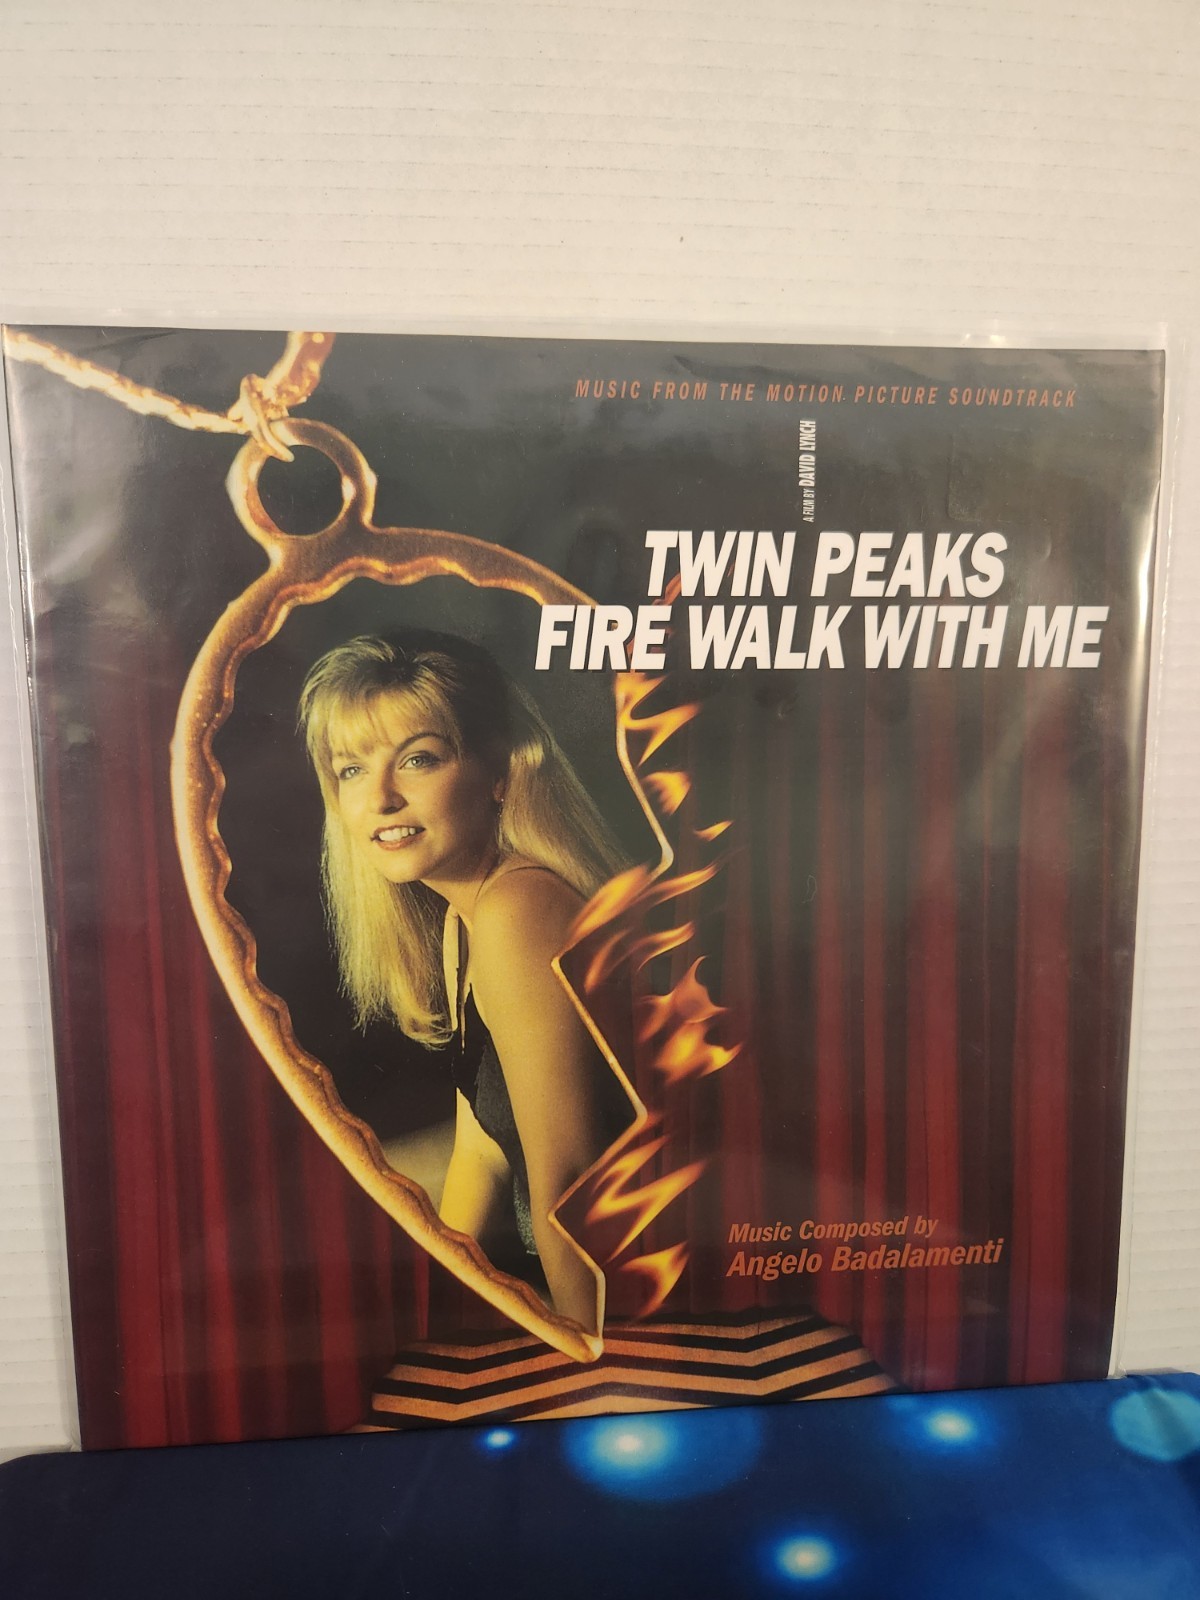 MUSIC FROM THE MOTION PICTURE SOUNDTRACK
A FILM BY DAVID LYNCH
TWIN PEAKS
FIRE WALK WITH ME
Music Composed by
Angelo Badalamenti